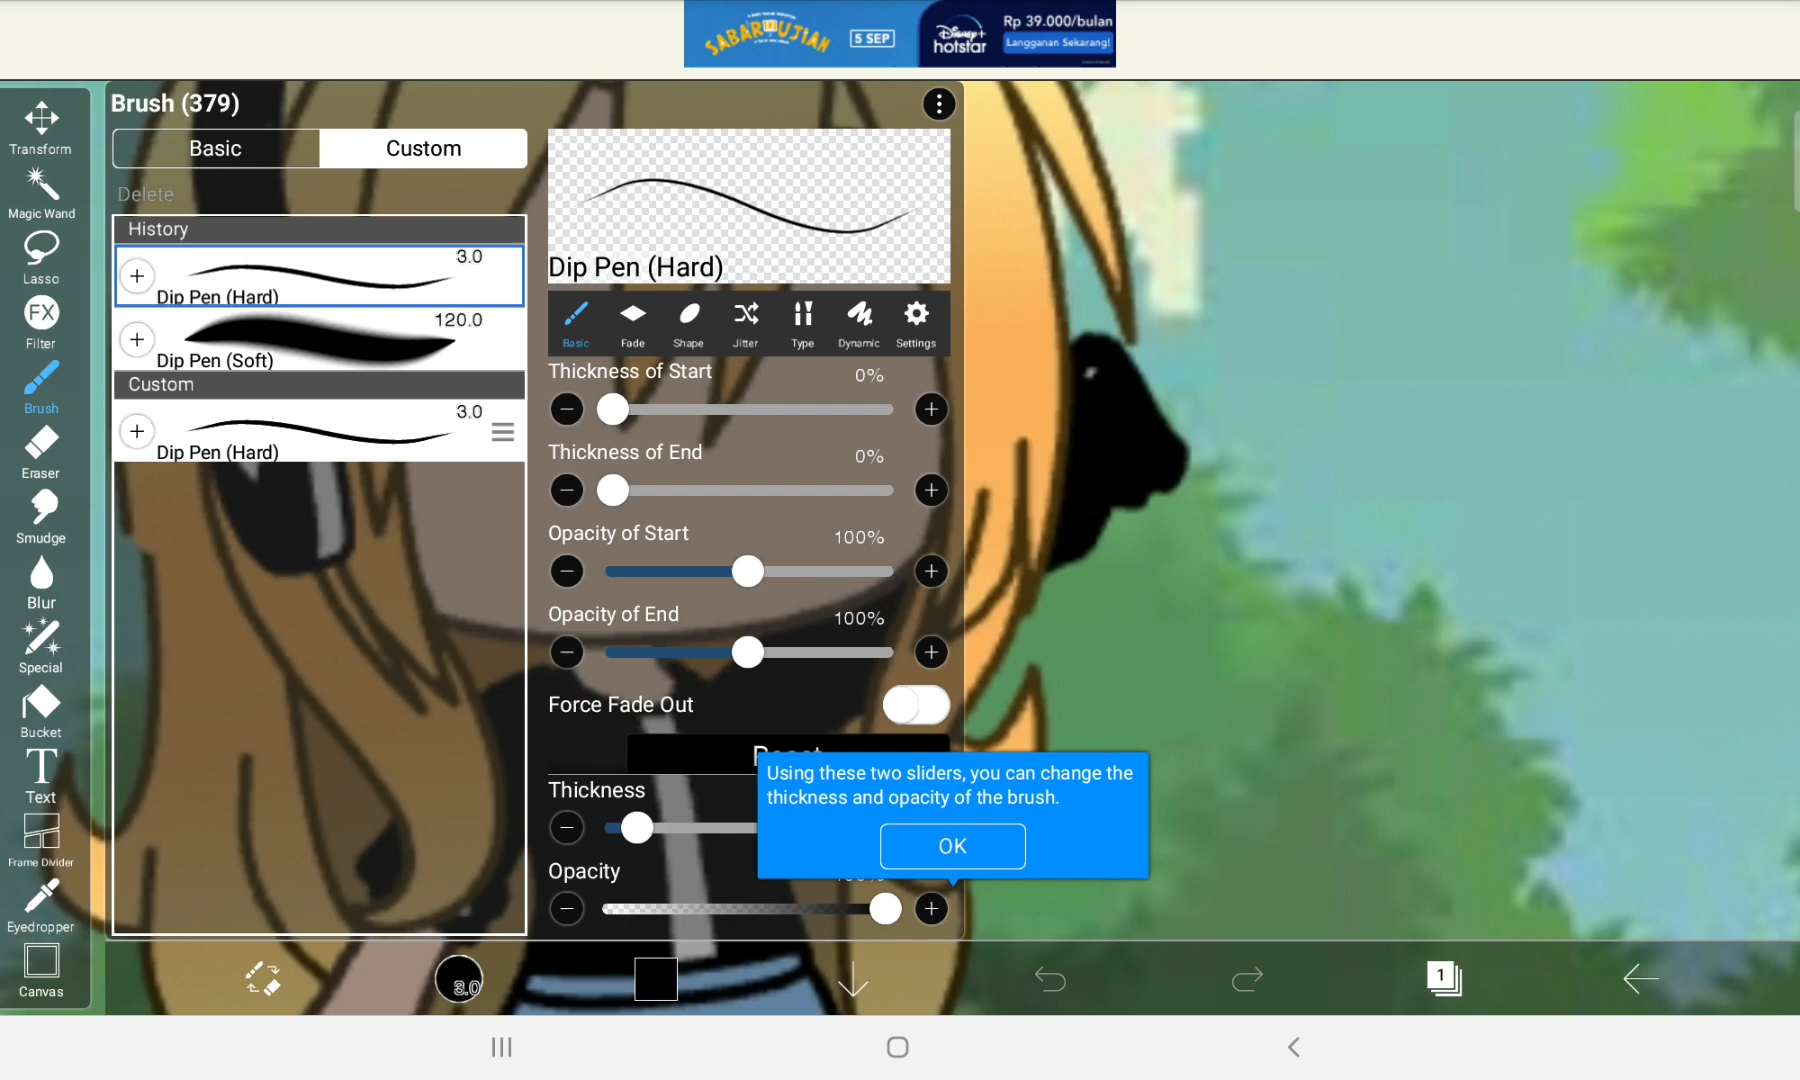 SABAR INI UJIAN
5 SEP
Disney+
hotstar
Rp 39.000/bulan
Langganan Sekarang!
Brush (379)
Basic
Custom
Delete
History
3.0
Dip Pen (Hard)
120.0
Dip Pen (Soft)
Custom
3.0
Dip Pen (Hard)
Dip Pen (Hard)
Basic
Fade
Shape
Jitter
Type
Dynamic
Settings
Thickness of Start
0%
Thickness of End
0%
Opacity of Start
100%
Opacity of End
100%
Force Fade Out
Reset
Thickness
Using these two sliders, you can change the
thickness and opacity of the brush.
OK
Opacity
Transform
Magic Wand
Lasso
FX
Filter
Brush
Eraser
Smudge
Blur
Special
Bucket
T
Text
Frame Divider
Eyedropper
Canvas
3.0
1